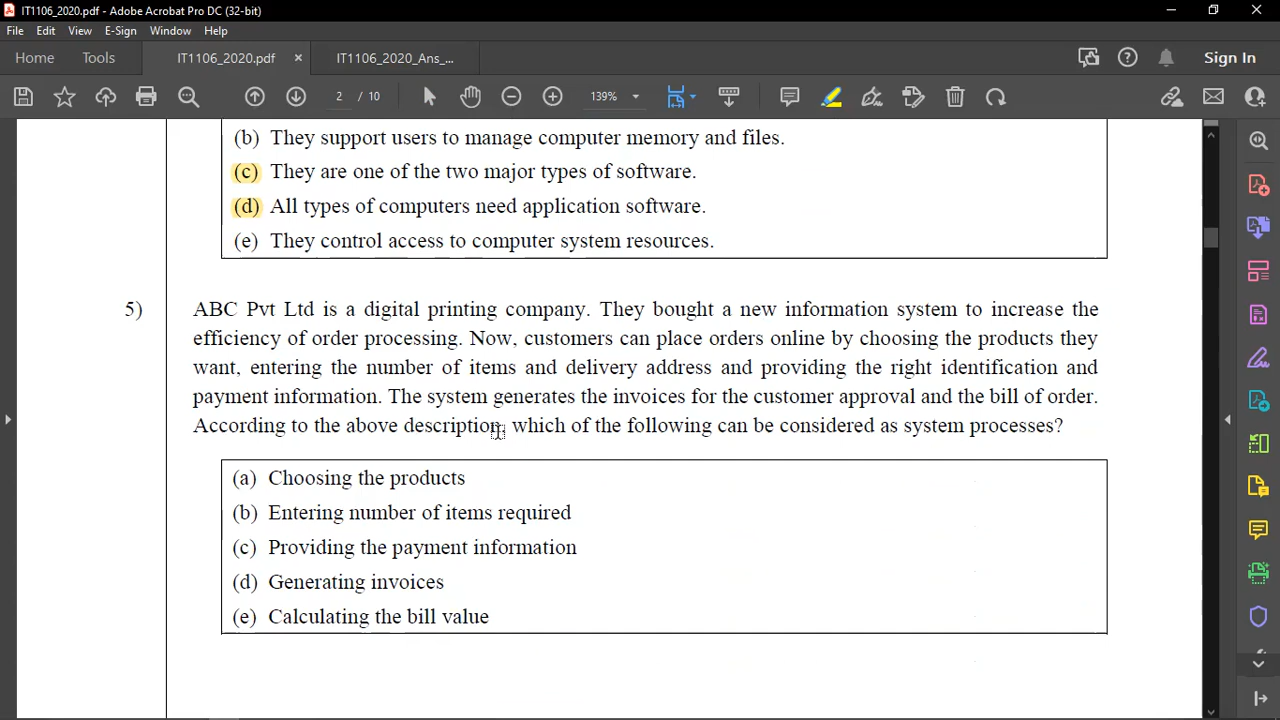 IT1106_2020.pdf - Adobe Acrobat Pro DC (32-bit)
File Edit View E-Sign Window Help
Home Tools IT1106_2020.pdf × IT1106_2020_Ans_... Sign In
2 / 10 139%
(b) They support users to manage computer memory and files.
(c) They are one of the two major types of software.
(d) All types of computers need application software.
(e) They control access to computer system resources.
5) ABC Pvt Ltd is a digital printing company. They bought a new information system to increase the
efficiency of order processing. Now, customers can place orders online by choosing the products they
want, entering the number of items and delivery address and providing the right identification and
payment information. The system generates the invoices for the customer approval and the bill of order.
According to the above description, which of the following can be considered as system processes?
(a) Choosing the products
(b) Entering number of items required
(c) Providing the payment information
(d) Generating invoices
(e) Calculating the bill value